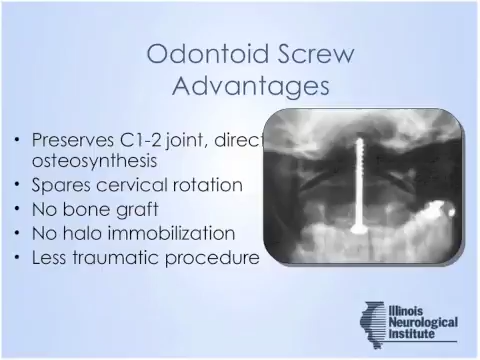 Odontoid Screw
Advantages
• Preserves C1-2 joint, direct
osteosynthesis
• Spares cervical rotation
• No bone graft
• No halo immobilization
• Less traumatic procedure
Illinois
Neurological
Institute